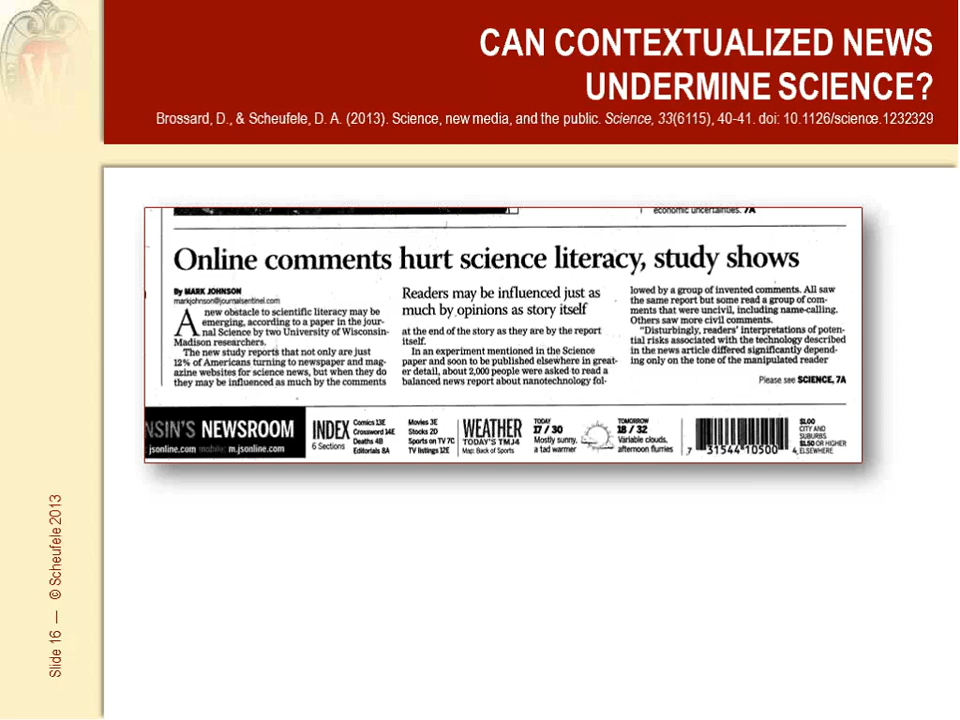 CAN CONTEXTUALIZED NEWS
UNDERMINE SCIENCE?
Brossard, D., & Scheufele, D. A. (2013). Science, new media, and the public. Science, 33(6115), 40-41. doi: 10.1126/science.1232329
economic uncertainties. 7A
Online comments hurt science literacy, study shows
By MARK JOHNSON
markjohnson@journalsentinel.com
A new obstacle to scientific literacy may be
emerging, according to a paper in the jour-
nal Science by two University of Wisconsin-
Madison researchers.
The new study reports that not only are just
12% of Americans turning to newspaper and mag-
azine websites for science news, but when they do
they may be influenced as much by the comments
Readers may be influenced just as
much by opinions as story itself
at the end of the story as they are by the report
itself.
In an experiment mentioned in the Science
paper and soon to be published elsewhere in great-
er detail, about 2,000 people were asked to read a
balanced news report about nanotechnology fol-
lowed by a group of invented comments. All saw
the same report but some read a group of com-
ments that were uncivil, including name-calling.
Others saw more civil comments.
"Disturbingly, readers' interpretations of poten-
tial risks associated with the technology described
in the news article differed significantly depend-
ing only on the tone of the manipulated reader
Please see SCIENCE, 7A
NSIN'S NEWSROOM
jsonline.com mobile: m.jsonline.com
INDEX
6 Sections
Comics 13E
Crossword 14E
Deaths 4B
Editorials 8A
Movies 3E
Stocks 2D
Sports on TV 7C
TV listings 12E
WEATHER
TODAY'S TMJ4
Map: Back of Sports
TODAY
17 / 30
Mostly sunny,
a tad warmer
TOMORROW
18 / 32
Variable clouds,
afternoon flurries
7 31544 10500 4
$1.00
CITY AND
SUBURBS
$1.50 OR HIGHER
ELSEWHERE
Slide 16 — © Scheufele 2013
W